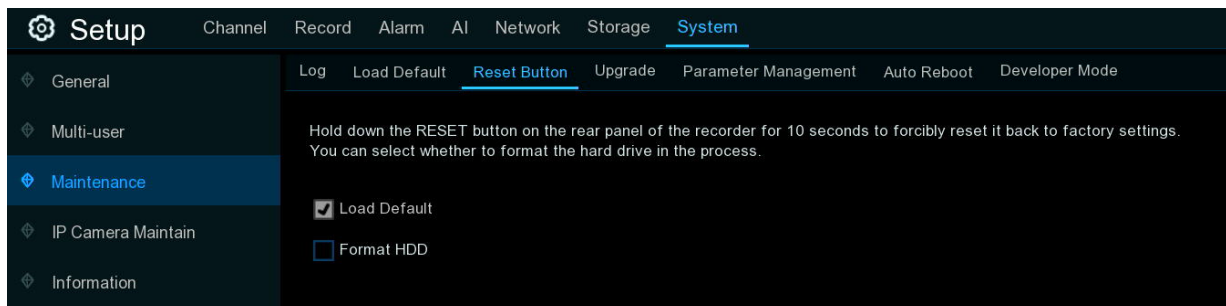 Setup
Channel Record Alarm AI Network Storage System
General
Multi-user
Maintenance
IP Camera Maintain
Information
Log Load Default Reset Button Upgrade Parameter Management Auto Reboot Developer Mode
Hold down the RESET button on the rear panel of the recorder for 10 seconds to forcibly reset it back to factory settings.
You can select whether to format the hard drive in the process.
Load Default
Format HDD